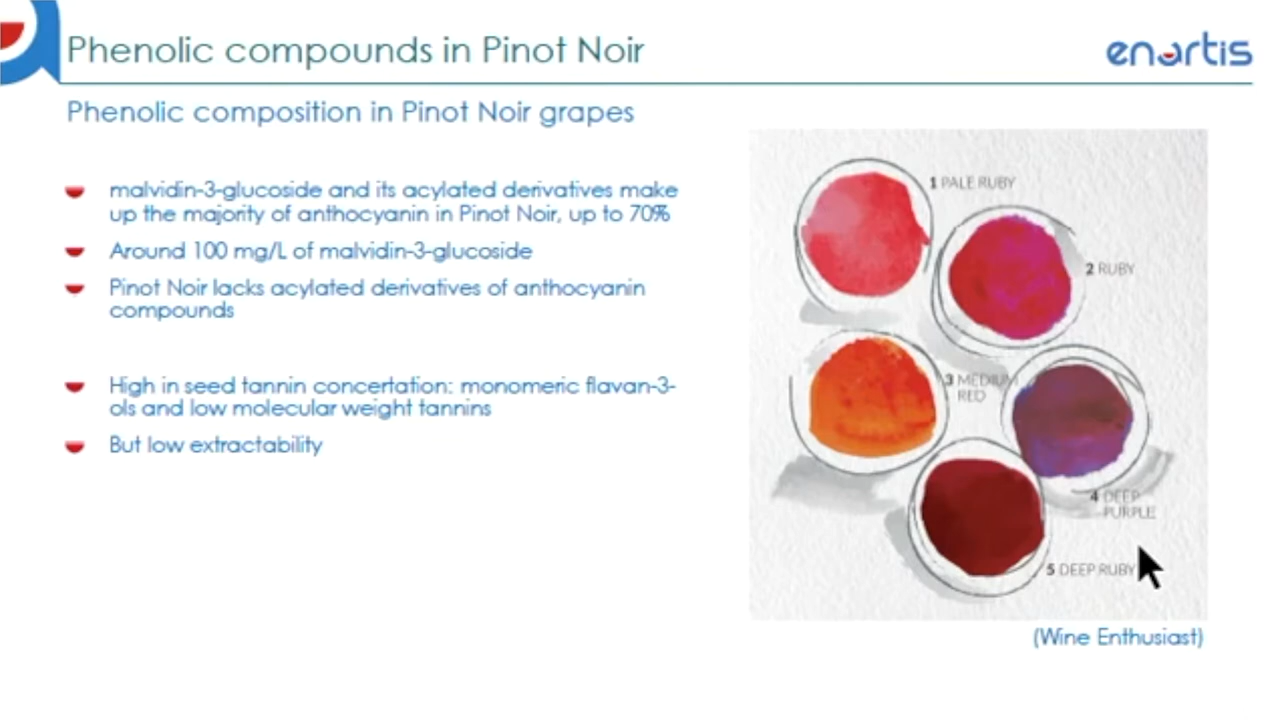 Phenolic compounds in Pinot Noir
enartis
Phenolic composition in Pinot Noir grapes
malvidin-3-glucoside and its acylated derivatives make
up the majority of anthocyanin in Pinot Noir, up to 70%
Around 100 mg/L of malvidin-3-glucoside
Pinot Noir lacks acylated derivatives of anthocyanin
compounds
High in seed tannin concertation: monomeric flavan-3-
ols and low molecular weight tannins
But low extractability
1 PALE RUBY
2 RUBY
3 MEDIUM
RED
4 DEEP
PURPLE
5 DEEP RUBY
(Wine Enthusiast)